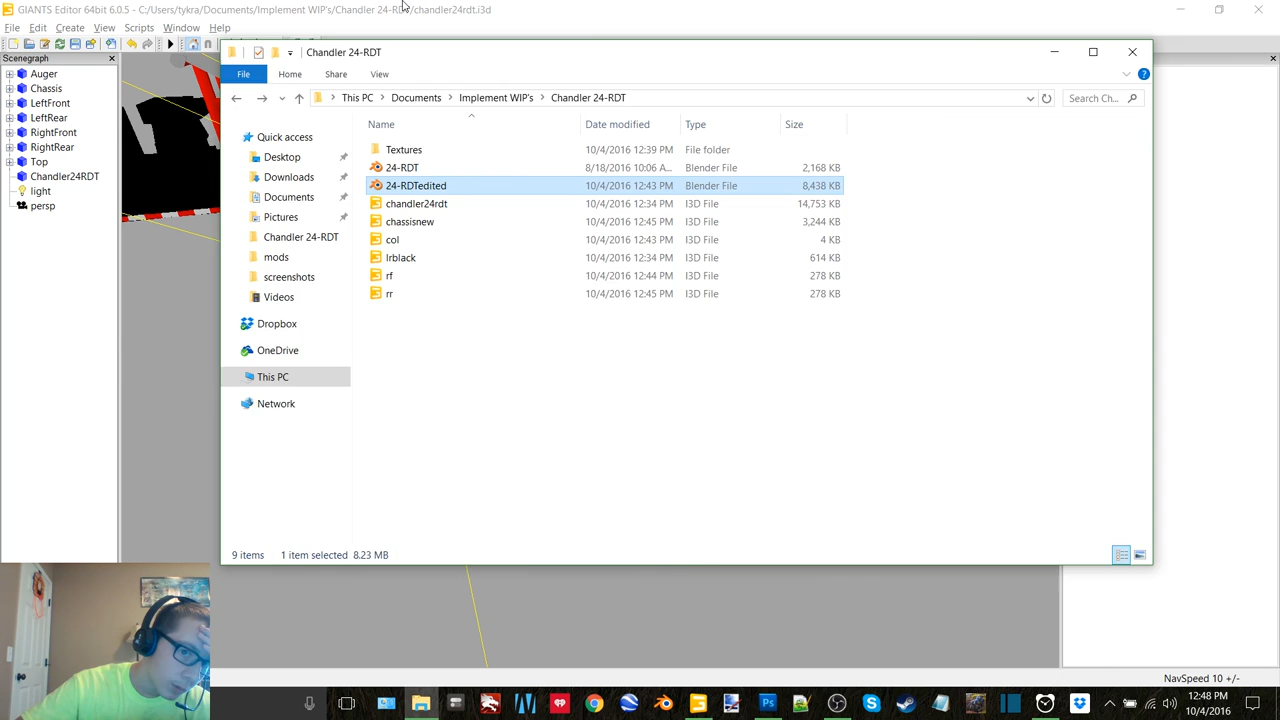 GIANTS Editor 64bit 6.0.5 - C:/Users/tykra/Documents/Implement WIP's/Chandler 24-RDT/chandler24rdt.i3d
File Edit Create View Scripts Window Help
Scenegraph
Auger
Chassis
LeftFront
LeftRear
RightFront
RightRear
Top
Chandler24RDT
light
persp
Chandler 24-RDT
File Home Share View
This PC Documents Implement WIP's Chandler 24-RDT
Search Ch...
Quick access
Desktop
Downloads
Documents
Pictures
Chandler 24-RDT
mods
screenshots
Videos
Dropbox
OneDrive
This PC
Network
Name Date modified Type Size
Textures 10/4/2016 12:39 PM File folder
24-RDT 8/18/2016 10:06 A... Blender File 2,168 KB
24-RDTedited 10/4/2016 12:43 PM Blender File 8,438 KB
chandler24rdt 10/4/2016 12:34 PM I3D File 14,753 KB
chassisnew 10/4/2016 12:45 PM I3D File 3,244 KB
col 10/4/2016 12:43 PM I3D File 4 KB
lrblack 10/4/2016 12:34 PM I3D File 614 KB
rf 10/4/2016 12:44 PM I3D File 278 KB
rr 10/4/2016 12:45 PM I3D File 278 KB
9 items 1 item selected 8.23 MB
NavSpeed 10 +/-
12:48 PM
10/4/2016